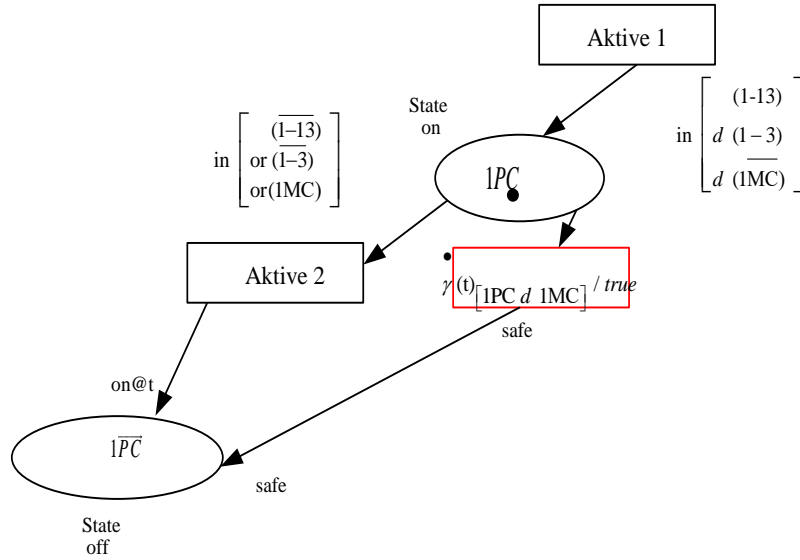 Aktive 1
in
(1-13)
d (1 – 3)
d (1MC)
State
on
in
(1–13)
or (1–3)
or(1MC)
1PC
Aktive 2
γ (t) [1PC d 1MC] / true
safe
on@t
1PC
safe
State
off